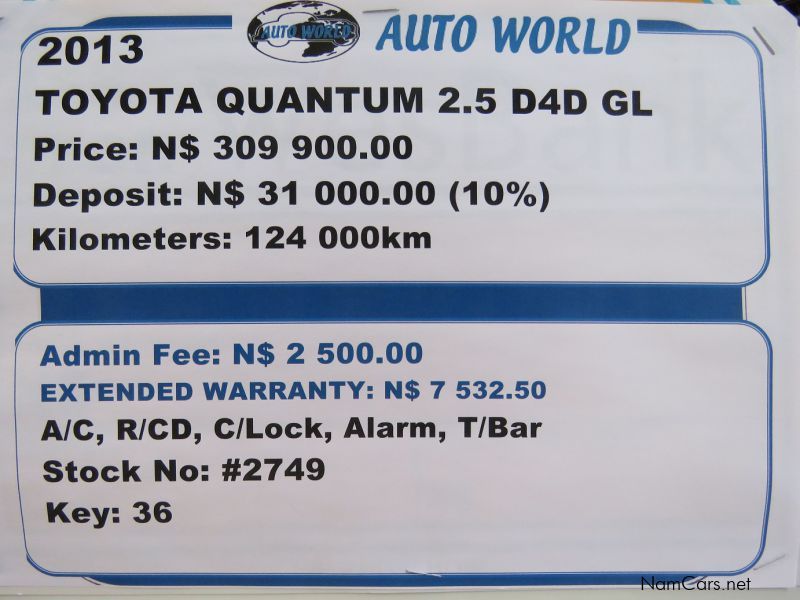 AUTO WORLD
AUTO WORLD
2013
TOYOTA QUANTUM 2.5 D4D GL
Price: N$ 309 900.00
Deposit: N$ 31 000.00 (10%)
Kilometers: 124 000km
Admin Fee: N$ 2 500.00
EXTENDED WARRANTY: N$ 7 532.50
A/C, R/CD, C/Lock, Alarm, T/Bar
Stock No: #2749
Key: 36
NamCars.net